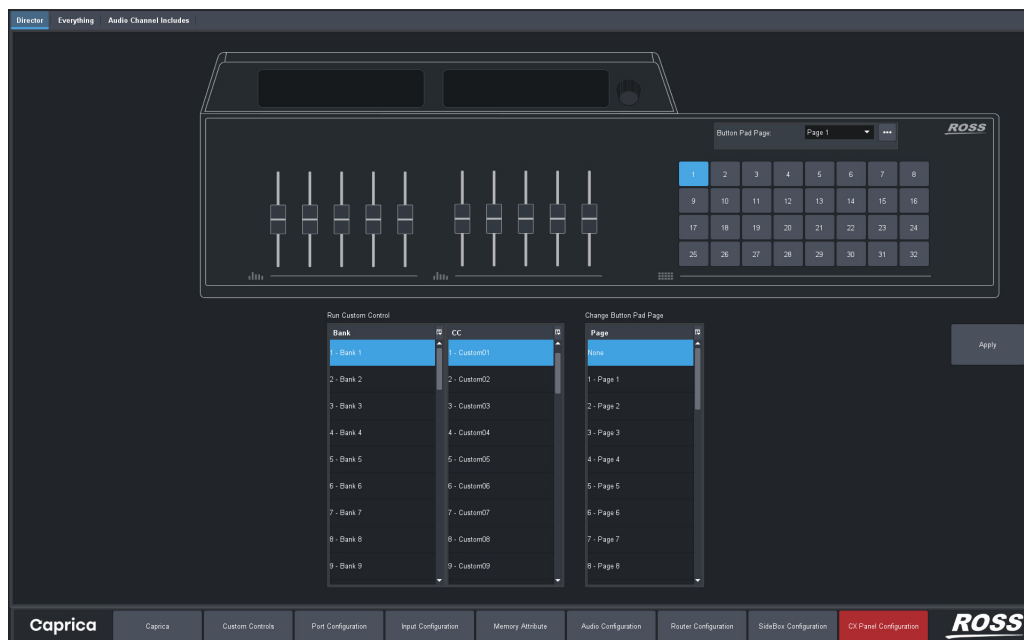 Director Everything Audio Channel Includes
Button Pad Page: Page 1 ••• ROSS
1 2 3 4 5 6 7 8
9 10 11 12 13 14 15 16
17 18 19 20 21 22 23 24
25 26 27 28 29 30 31 32
Run Custom Control Change Button Pad Page
Bank CC Page
1 - Bank 1 1 - Custom01 None
Apply
2 - Bank 2 2 - Custom02 1 - Page 1
3 - Bank 3 3 - Custom03 2 - Page 2
4 - Bank 4 4 - Custom04 3 - Page 3
5 - Bank 5 5 - Custom05 4 - Page 4
6 - Bank 6 6 - Custom06 5 - Page 5
7 - Bank 7 7 - Custom07 6 - Page 6
8 - Bank 8 8 - Custom08 7 - Page 7
9 - Bank 9 9 - Custom09 8 - Page 8
Caprica Caprica Custom Controls Port Configuration Input Configuration Memory Attribute Audio Configuration Router Configuration SideBox Configuration CX Panel Configuration ROSS